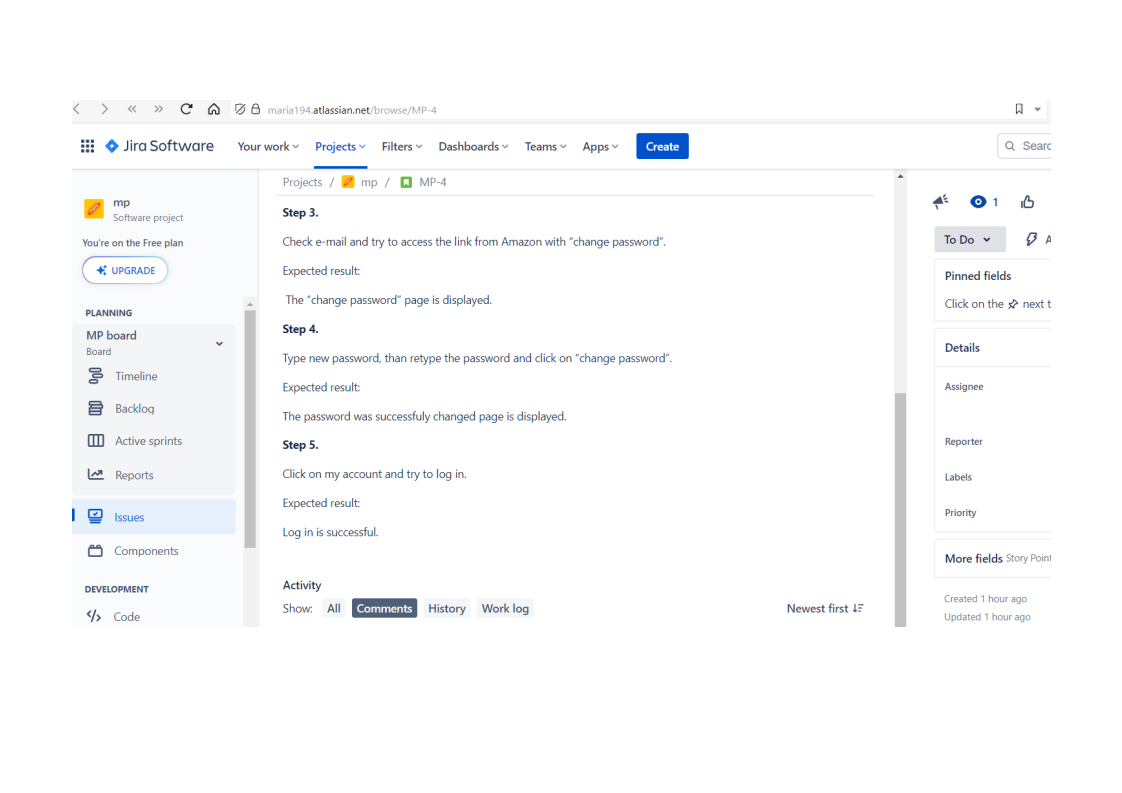 maria194.atlassian.net/browse/MP-4
Jira Software
Your work
Projects
Filters
Dashboards
Teams
Apps
Create
Searc
mp
Software project
You're on the Free plan
UPGRADE
PLANNING
MP board
Board
Timeline
Backlog
Active sprints
Reports
Issues
Components
DEVELOPMENT
Code
Projects / mp / MP-4
Step 3.
Check e-mail and try to access the link from Amazon with “change password”.
Expected result:
The “change password” page is displayed.
Step 4.
Type new password, than retype the password and click on “change password”.
Expected result:
The password was successfuly changed page is displayed.
Step 5.
Click on my account and try to log in.
Expected result:
Log in is successful.
Activity
Show: All Comments History Work log
Newest first
1
To Do
A
Pinned fields
Click on the next t
Details
Assignee
Reporter
Labels
Priority
More fields Story Point
Created 1 hour ago
Updated 1 hour ago